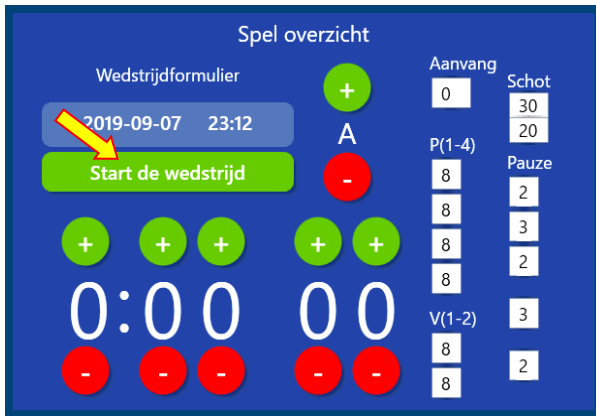 Spel overzicht
Wedstrijdformulier
2019-09-07 23:12
Start de wedstrijd
+
A
-
+ + + + +
0:00 00
- - - - -
Aanvang
0
P(1-4)
8
8
8
8
V(1-2)
8
8
Schot
30
20
Pauze
2
3
2
3
2